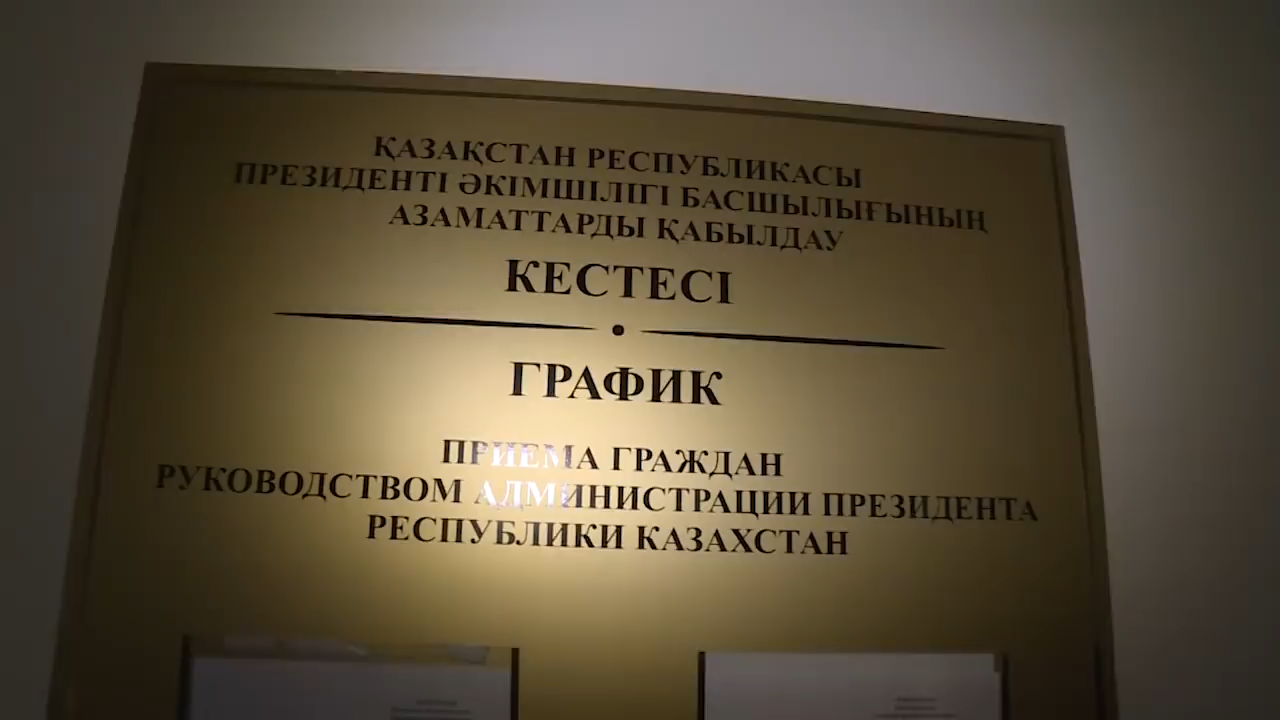 ҚАЗАҚСТАН РЕСПУБЛИКАСЫ
ПРЕЗИДЕНТІ ӘКІМШІЛІГІ БАСШЫЛЫҒЫНЫҢ
АЗАМАТТАРДЫ ҚАБЫЛДАУ
КЕСТЕСІ
ГРАФИК
ПРИЕМА ГРАЖДАН
РУКОВОДСТВОМ АДМИНИСТРАЦИИ ПРЕЗИДЕНТА
РЕСПУБЛИКИ КАЗАХСТАН